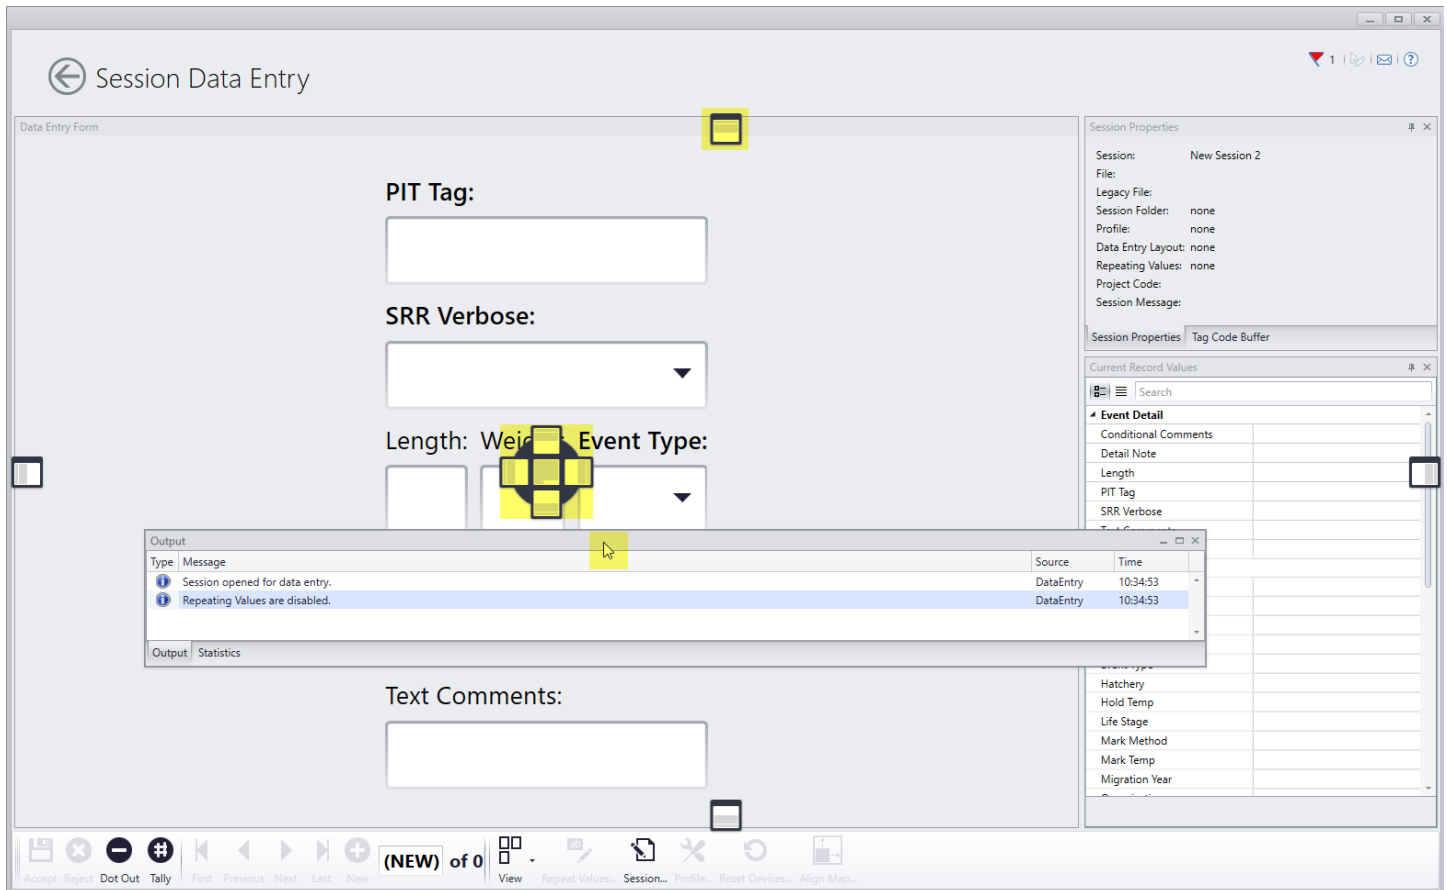 1
Session Data Entry
Data Entry Form
PIT Tag:
SRR Verbose:
Length:
Event Type:
Output
Type Message Source Time
Session opened for data entry. DataEntry 10:34:53
Repeating Values are disabled. DataEntry 10:34:53
Output Statistics
Text Comments:
Session Properties
Session: New Session 2
File:
Legacy File:
Session Folder: none
Profile: none
Data Entry Layout: none
Repeating Values: none
Project Code:
Session Message:
Session Properties Tag Code Buffer
Current Record Values
Search
Event Detail
Conditional Comments
Detail Note
Length
PIT Tag
SRR Verbose
Text Comments
Event Type
Hatchery
Hold Temp
Life Stage
Mark Method
Mark Temp
Migration Year
(NEW) of 0
Accept Reject Dot Out Tally First Previous Next Last New View Repeat Values... Session... Profile... Reset Devices... Align Map...